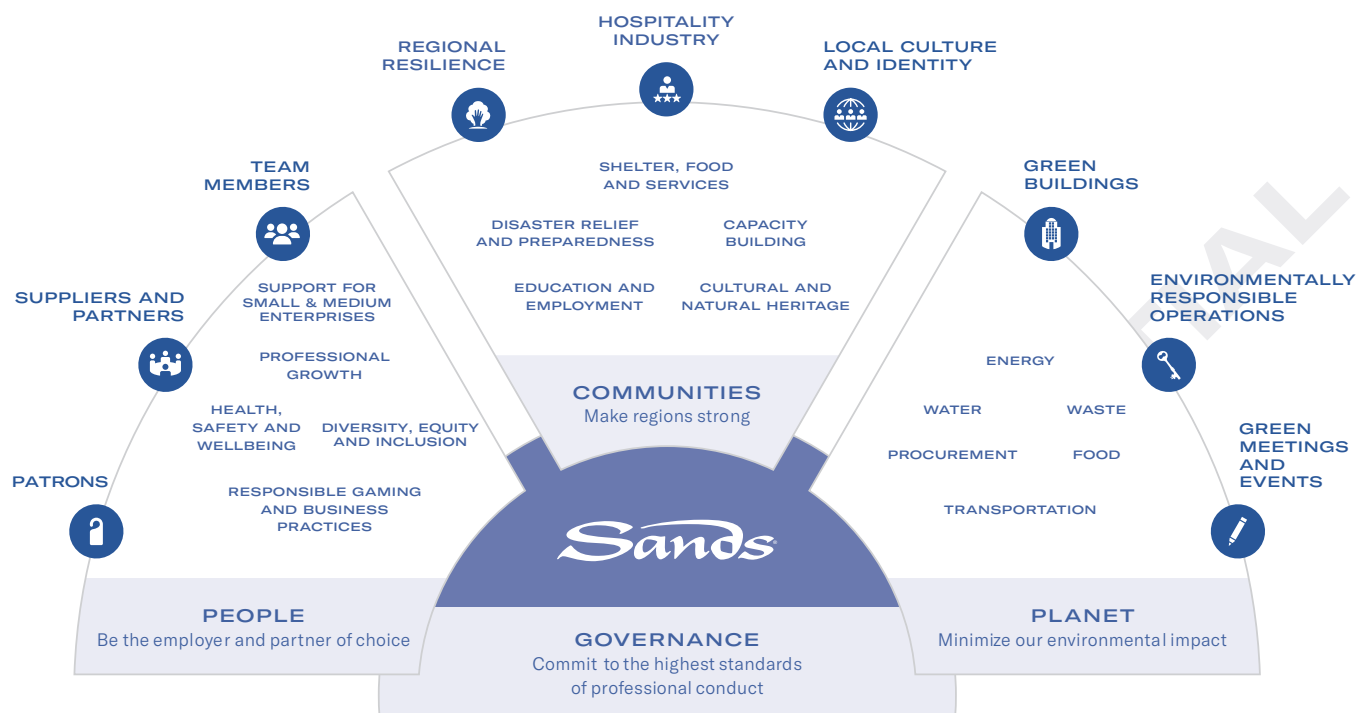 HOSPITALITY
INDUSTRY
REGIONAL
RESILIENCE
LOCAL CULTURE
AND IDENTITY
TEAM
MEMBERS
GREEN
BUILDINGS
SUPPLIERS AND
PARTNERS
ENVIRONMENTALLY
RESPONSIBLE
OPERATIONS
PATRONS
GREEN
MEETINGS
AND
EVENTS
SUPPORT FOR
SMALL & MEDIUM
ENTERPRISES
PROFESSIONAL
GROWTH
HEALTH,
SAFETY AND
WELLBEING
DIVERSITY, EQUITY
AND INCLUSION
RESPONSIBLE GAMING
AND BUSINESS
PRACTICES
PEOPLE
Be the employer and partner of choice
SHELTER, FOOD
AND SERVICES
DISASTER RELIEF
AND PREPAREDNESS
CAPACITY
BUILDING
EDUCATION AND
EMPLOYMENT
CULTURAL AND
NATURAL HERITAGE
COMMUNITIES
Make regions strong
Sands
GOVERNANCE
Commit to the highest standards
of professional conduct
ENERGY
WATER
WASTE
PROCUREMENT
FOOD
TRANSPORTATION
PLANET
Minimize our environmental impact